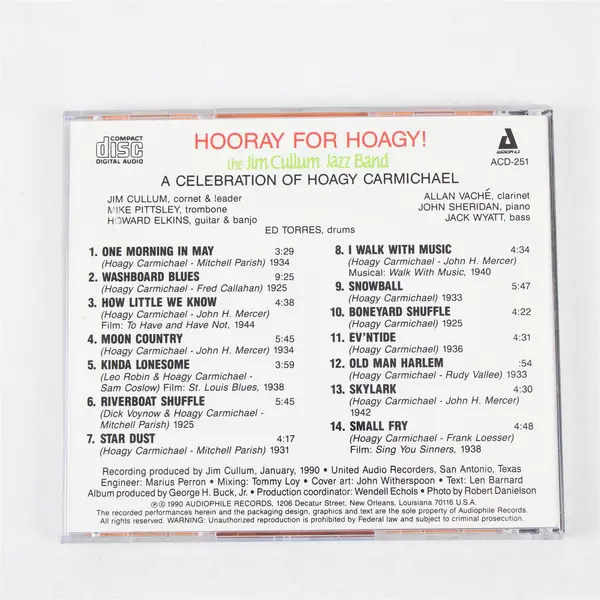 COMPACT
disc
DIGITAL AUDIO
HOORAY FOR HOAGY!
the Jim Cullum Jazz Band
A CELEBRATION OF HOAGY CARMICHAEL
AUDIOPHILE
ACD-251
JIM CULLUM, cornet & leader
MIKE PITTSLEY, trombone
HOWARD ELKINS, guitar & banjo
ALLAN VACHÉ, clarinet
JOHN SHERIDAN, piano
JACK WYATT, bass
ED TORRES, drums
1. ONE MORNING IN MAY 3:29
(Hoagy Carmichael - Mitchell Parish) 1934
2. WASHBOARD BLUES 9:25
(Hoagy Carmichael - Fred Callahan) 1925
3. HOW LITTLE WE KNOW 4:38
(Hoagy Carmichael - John H. Mercer)
Film: To Have and Have Not, 1944
4. MOON COUNTRY 5:45
(Hoagy Carmichael - John H. Mercer) 1934
5. KINDA LONESOME 3:59
(Leo Robin & Hoagy Carmichael -
Sam Coslow) Film: St. Louis Blues, 1938
6. RIVERBOAT SHUFFLE 5:45
(Dick Voynow & Hoagy Carmichael -
Mitchell Parish) 1925
7. STAR DUST 4:17
(Hoagy Carmichael - Mitchell Parish) 1931
8. I WALK WITH MUSIC 4:34
(Hoagy Carmichael - John H. Mercer)
Musical: Walk With Music, 1940
9. SNOWBALL 5:47
(Hoagy Carmichael) 1933
10. BONEYARD SHUFFLE 4:22
(Hoagy Carmichael) 1925
11. EV'NTIDE 4:31
(Hoagy Carmichael) 1936
12. OLD MAN HARLEM :54
(Hoagy Carmichael - Rudy Vallee) 1933
13. SKYLARK 4:30
(Hoagy Carmichael - John H. Mercer)
1942
14. SMALL FRY 4:48
(Hoagy Carmichael - Frank Loesser)
Film: Sing You Sinners, 1938
Recording produced by Jim Cullum, January, 1990 • United Audio Recorders, San Antonio, Texas
Engineer: Marius Perron • Mixing: Tommy Loy • Cover art: John Witherspoon • Text: Len Barnard
Album produced by George H. Buck, Jr. • Production coordinator: Wendell Echols • Photo by Robert Danielson
℗ © 1990 AUDIOPHILE RECORDS, 1206 Decatur Street, New Orleans, Louisiana 70116 U.S.A.
The recorded performances herein and the packaging design, graphics and text are the sole property of Audiophile Records.
All rights reserved. WARNING: Unauthorized reproduction is prohibited by Federal law and subject to criminal prosecution.